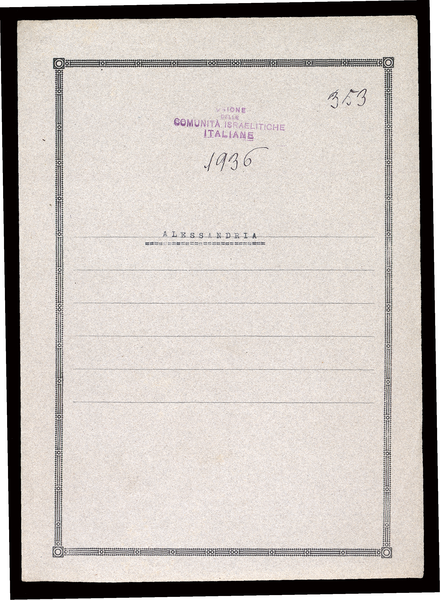 353
UNIONE
DELLE
COMUNITÀ ISRAELITICHE
ITALIANE
1936
ALESSANDRIA